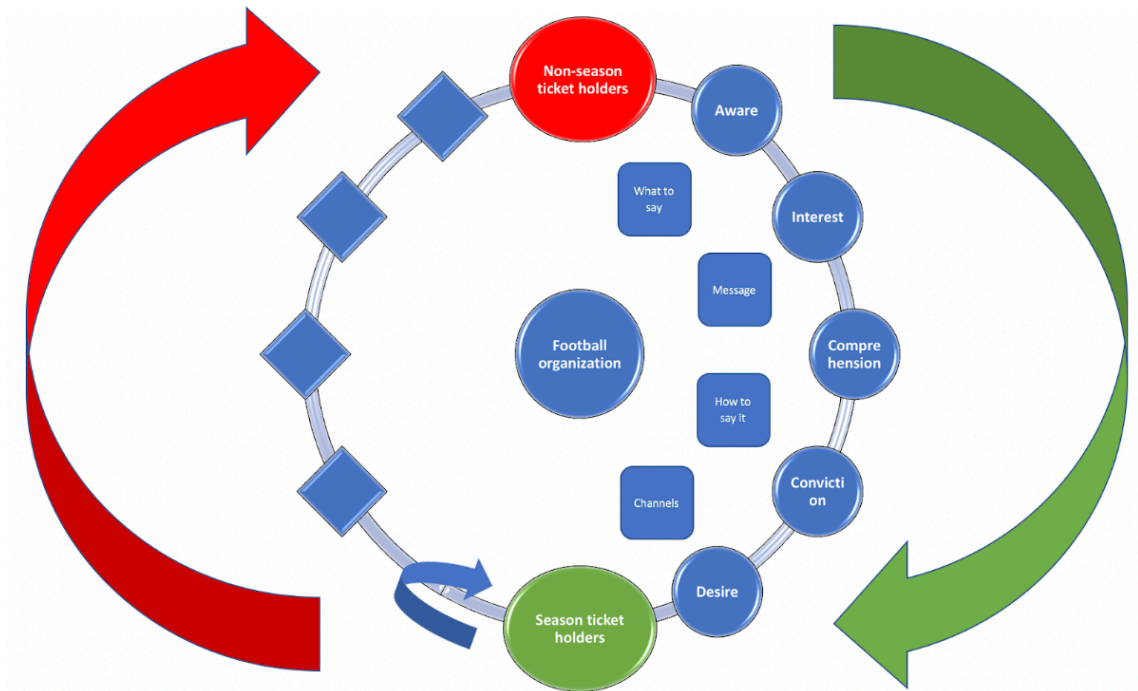 Non-season
ticket holders
Aware
What to
say
Interest
Message
Football
organization
Compre
hension
How to
say it
Convicti
on
Channels
Desire
Season ticket
holders